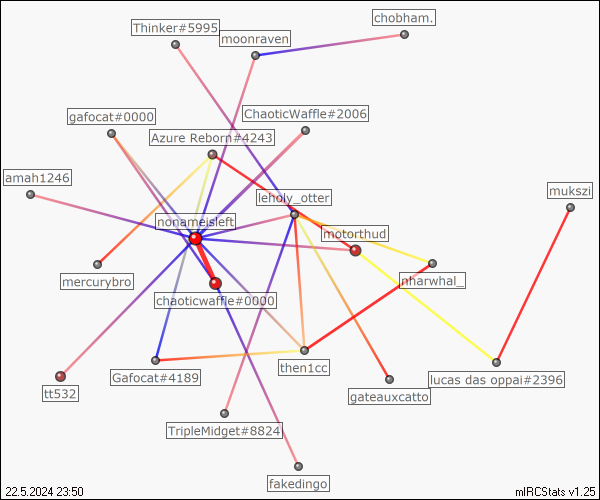 Thinker#5995
chobham.
moonraven
gafocat#0000
ChaoticWaffle#2006
Azure Reborn#4243
amah1246
leholy_otter
mukszi
nonameisleft
motorthud
mercurybro
nharwhal_
chaoticwaffle#0000
then1cc
Gafocat#4189
lucas das oppai#2396
tt532
gateauxcatto
TripleMidget#8824
fakedingo
22.5.2024 23:50
mIRCStats v1.25